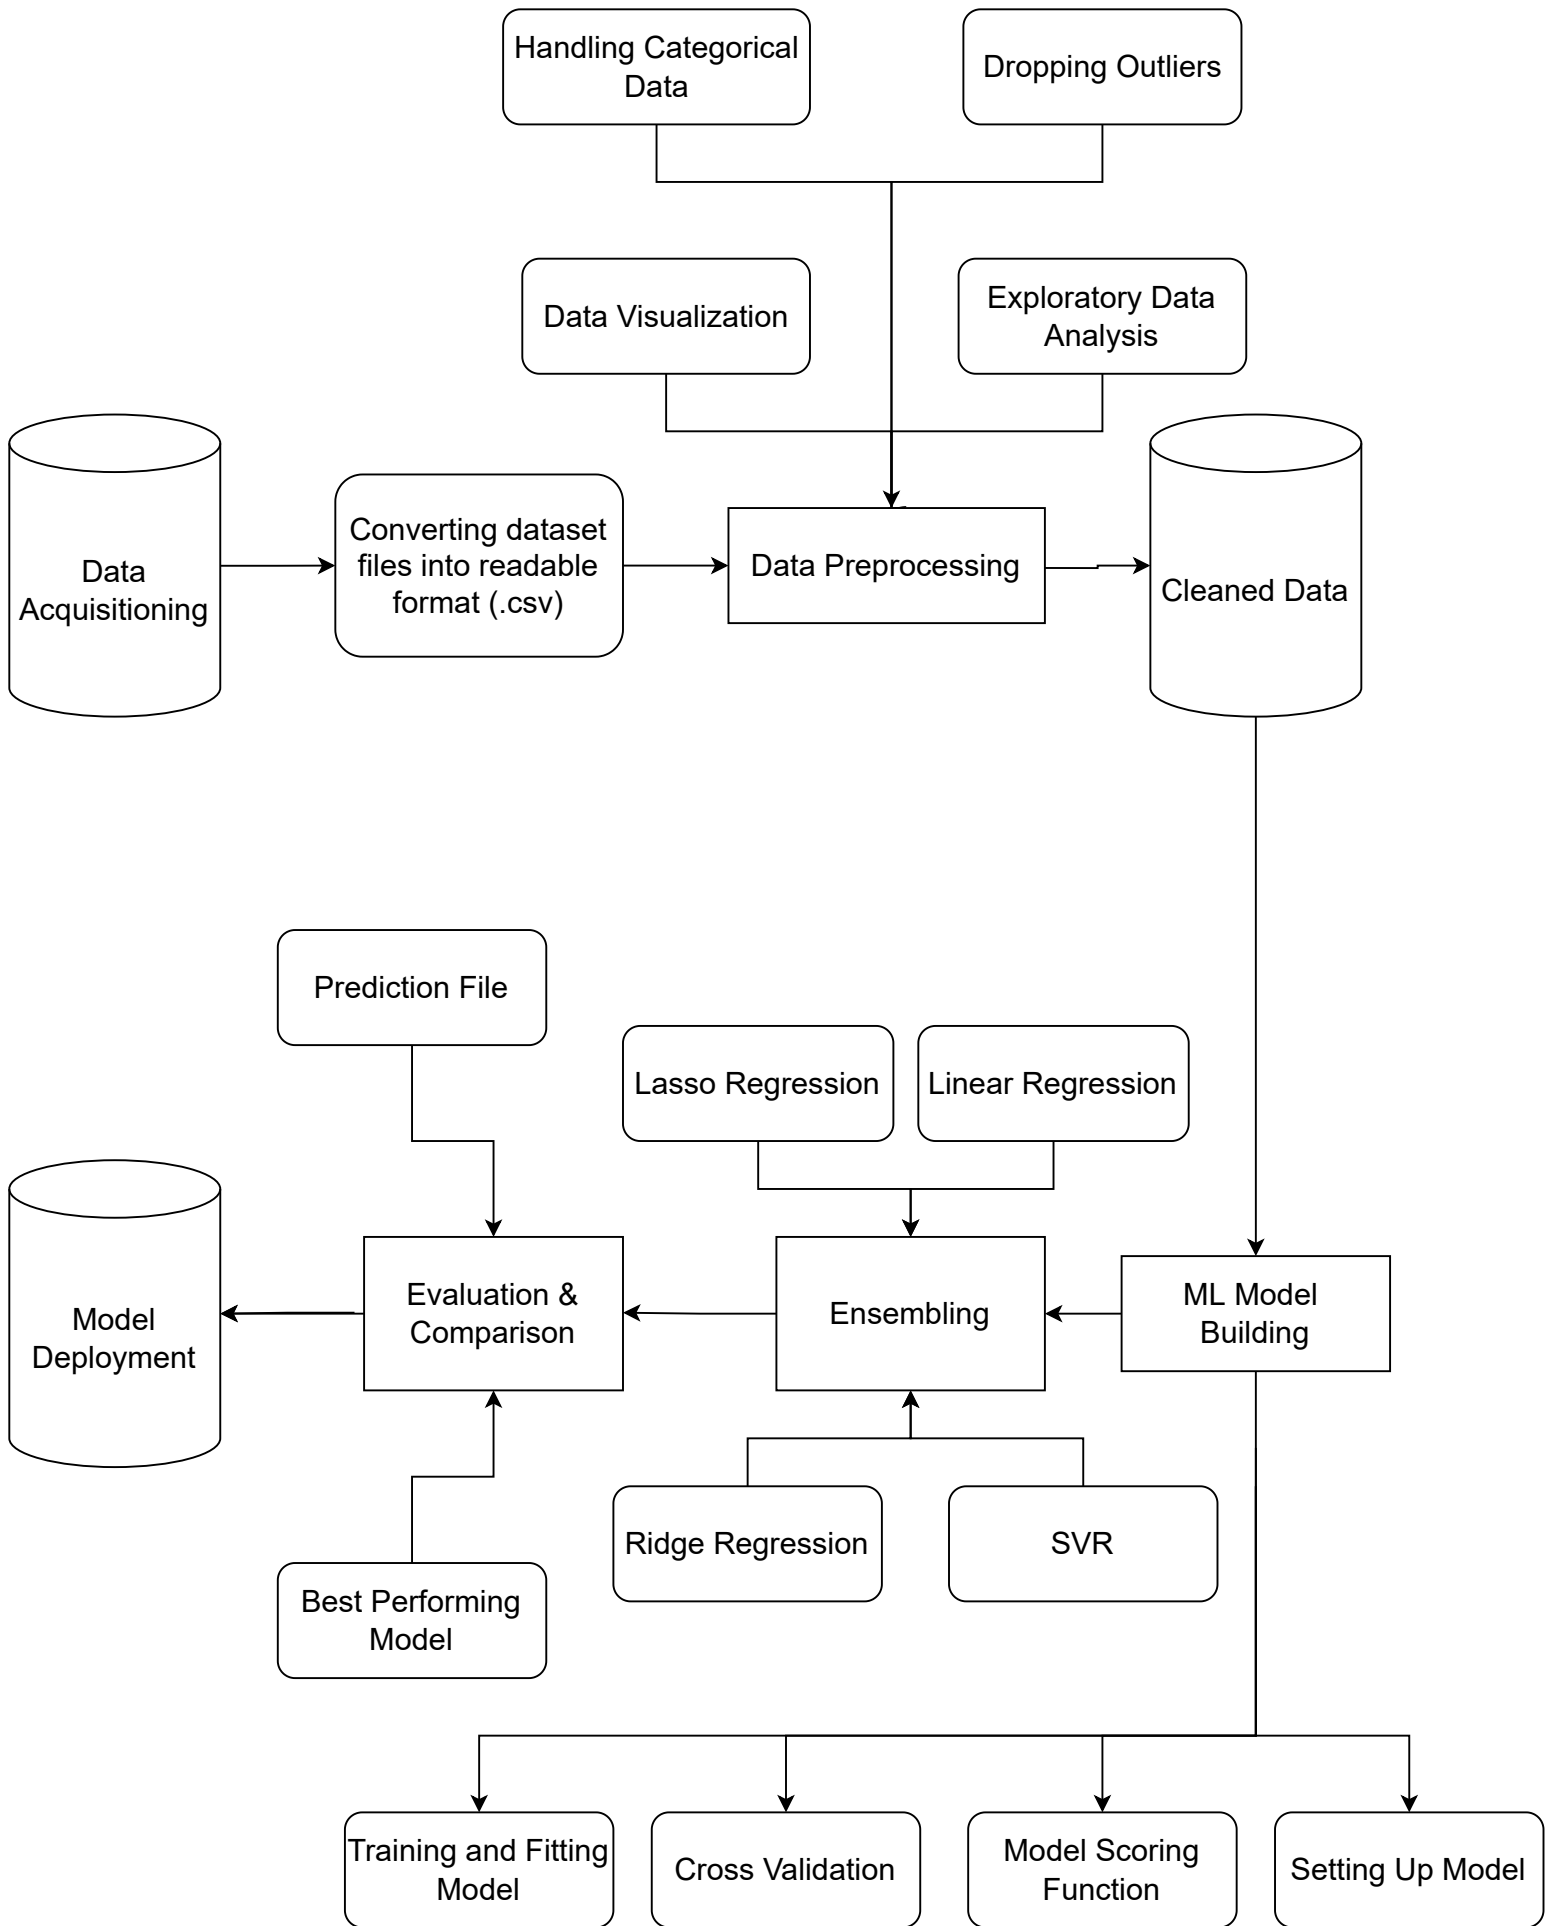 Handling Categorical
Data
Dropping Outliers
Data Visualization
Exploratory Data
Analysis
Data
Acquisitioning
Converting dataset
files into readable
format (.csv)
Data Preprocessing
Cleaned Data
Prediction File
Lasso Regression
Linear Regression
Model
Deployment
Evaluation &
Comparison
Ensembling
ML Model
Building
Ridge Regression
SVR
Best Performing
Model
Training and Fitting
Model
Cross Validation
Model Scoring
Function
Setting Up Model